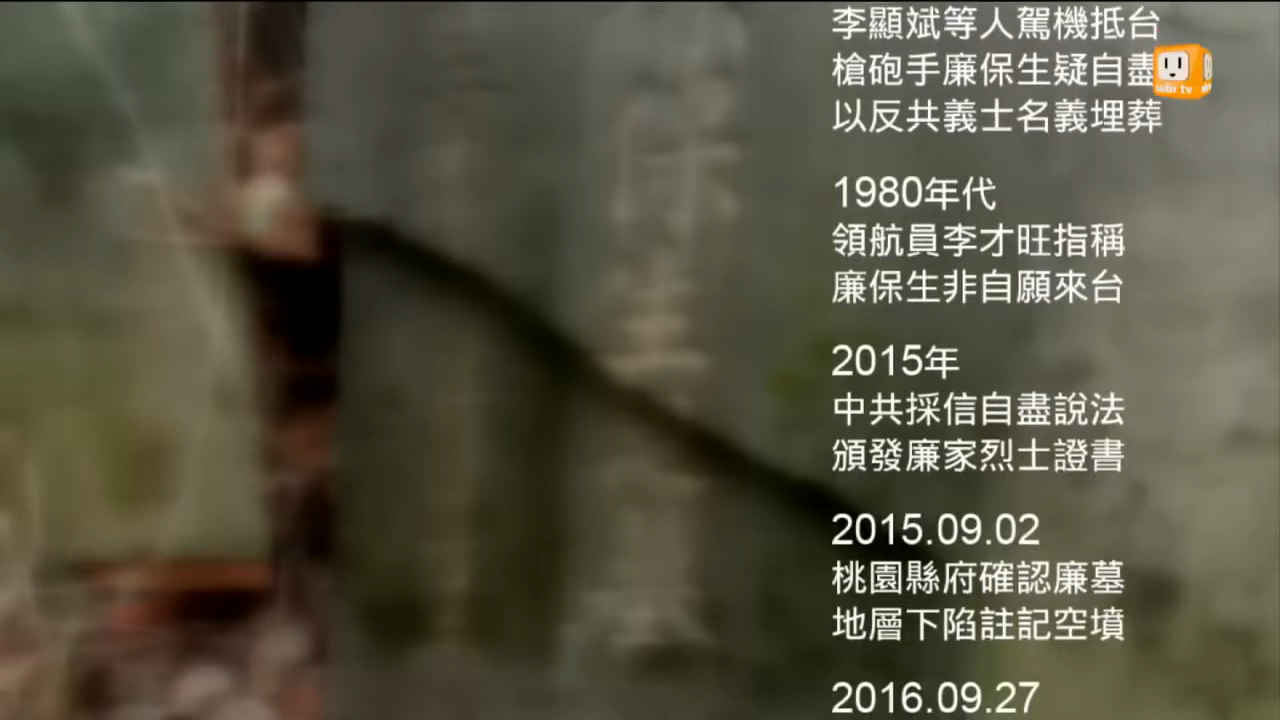 李顯斌等人駕機抵台
槍砲手廉保生疑自盡
以反共義士名義埋葬
1980年代
領航員李才旺指稱
廉保生非自願來台
2015年
中共採信自盡說法
頒發廉家烈士證書
2015.09.02
桃園縣府確認廉墓
地層下陷註記空墳
2016.09.27